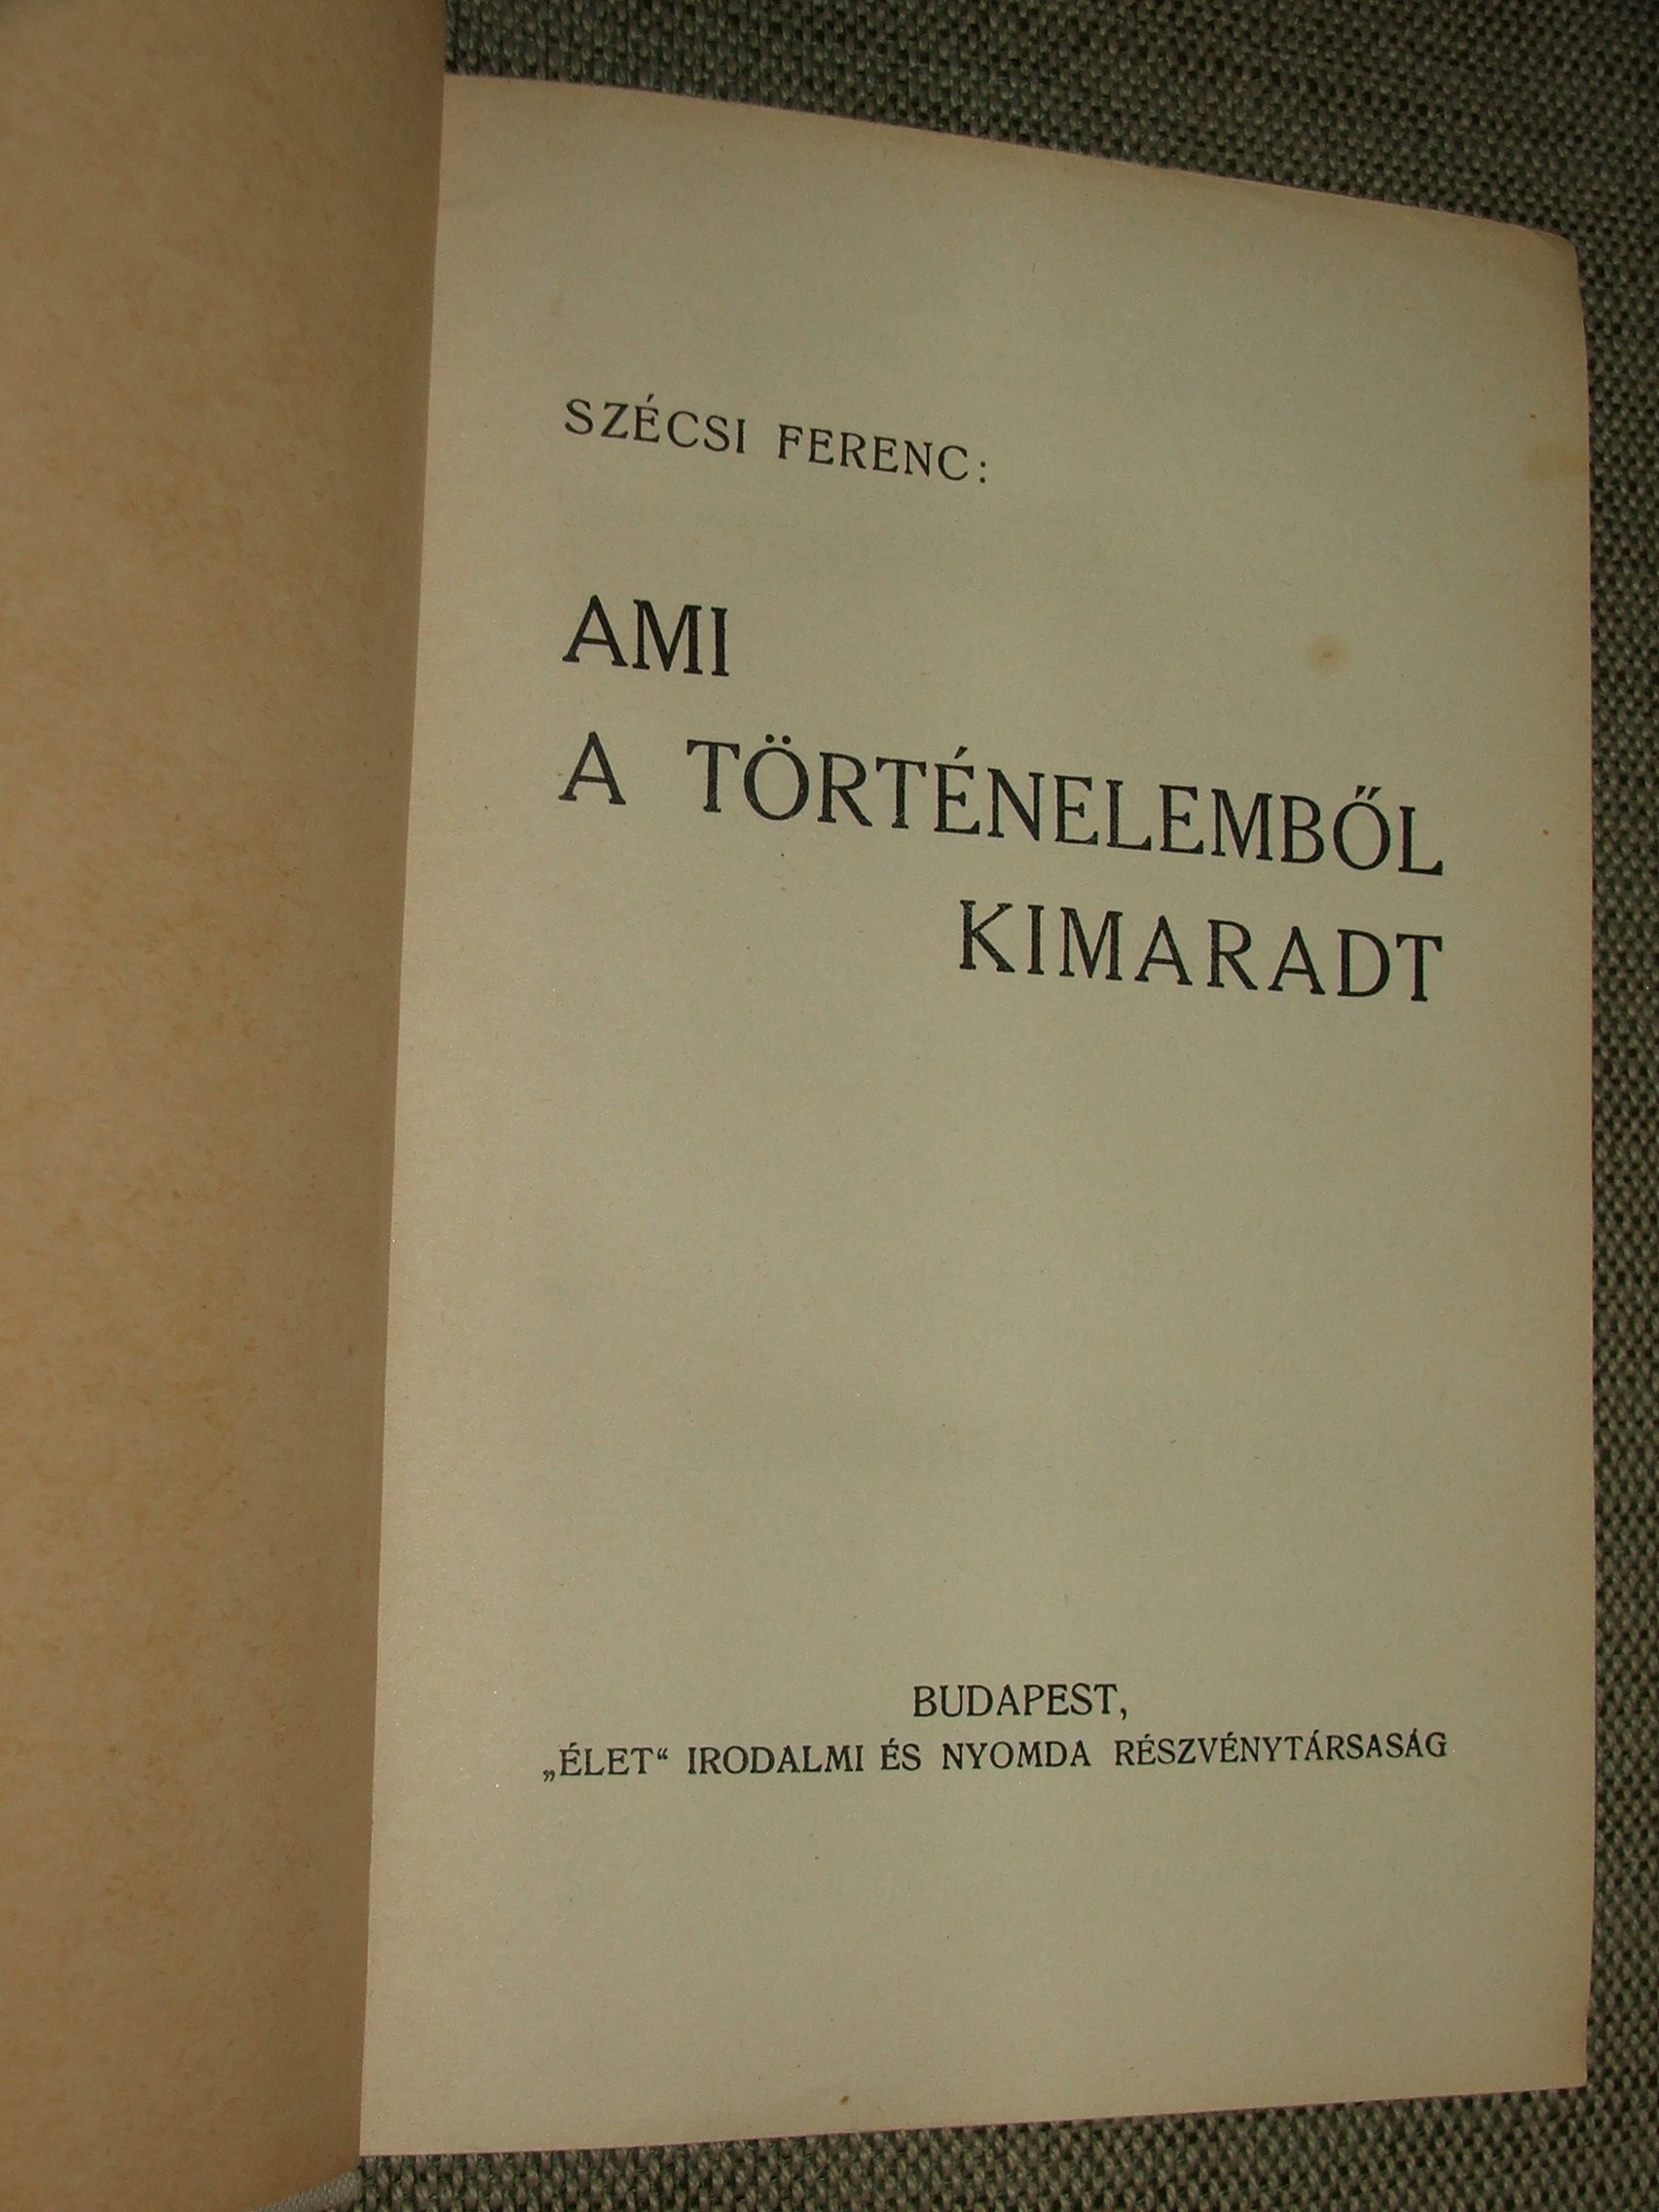 SZÉCSI FERENC:
AMI
A TÖRTÉNELEMBŐL
KIMARADT
BUDAPEST,
„ÉLET“ IRODALMI ÉS NYOMDA RÉSZVÉNYTÁRSASÁG